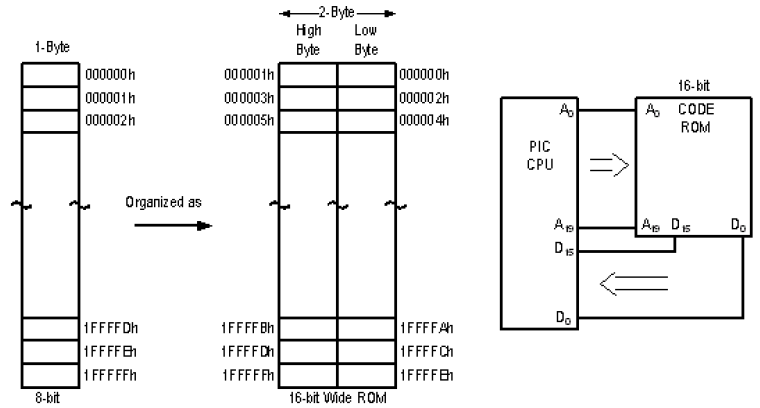 2-Byte
High Byte
Low Byte
1-Byte
000000h
000001h
000002h
1FFFFDh
1FFFFEh
1FFFFFh
8-bit
Organized as
000001h
000003h
000005h
1FFFFBh
1FFFFDh
1FFFFFh
000000h
000002h
000004h
1FFFFAh
1FFFFCh
1FFFFEh
16-bit Wide ROM
16-bit
A0
PIC
CPU
A19
D15
D0
A0
CODE
ROM
A19 D15 D0